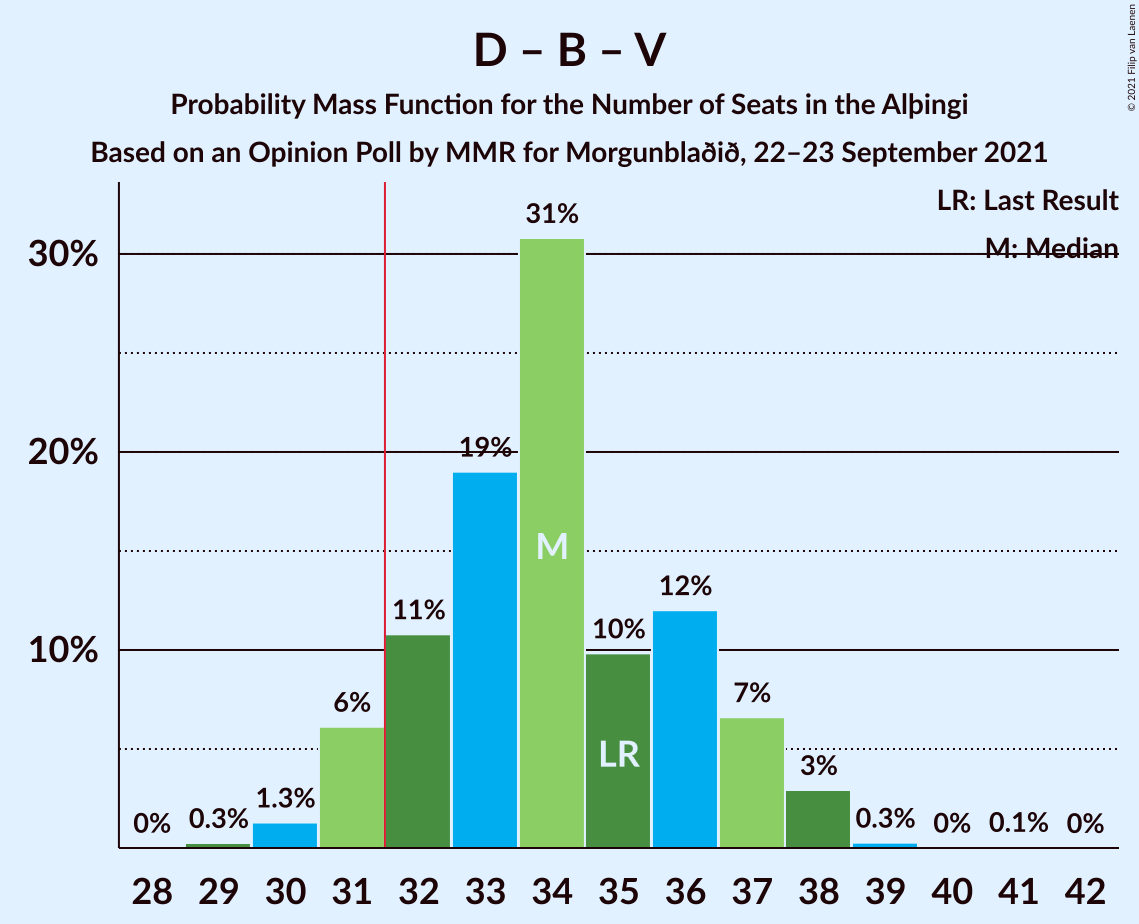 D – B – V
Probability Mass Function for the Number of Seats in the Alþingi
Based on an Opinion Poll by MMR for Morgunblaðið, 22–23 September 2021
© 2021 Filip van Laenen
LR: Last Result
M: Median
30%
20%
10%
0%
0.3%
1.3%
6%
11%
19%
31%
10%
12%
7%
3%
0.3%
0%
0.1%
0%
M
LR
28 29 30 31 32 33 34 35 36 37 38 39 40 41 42